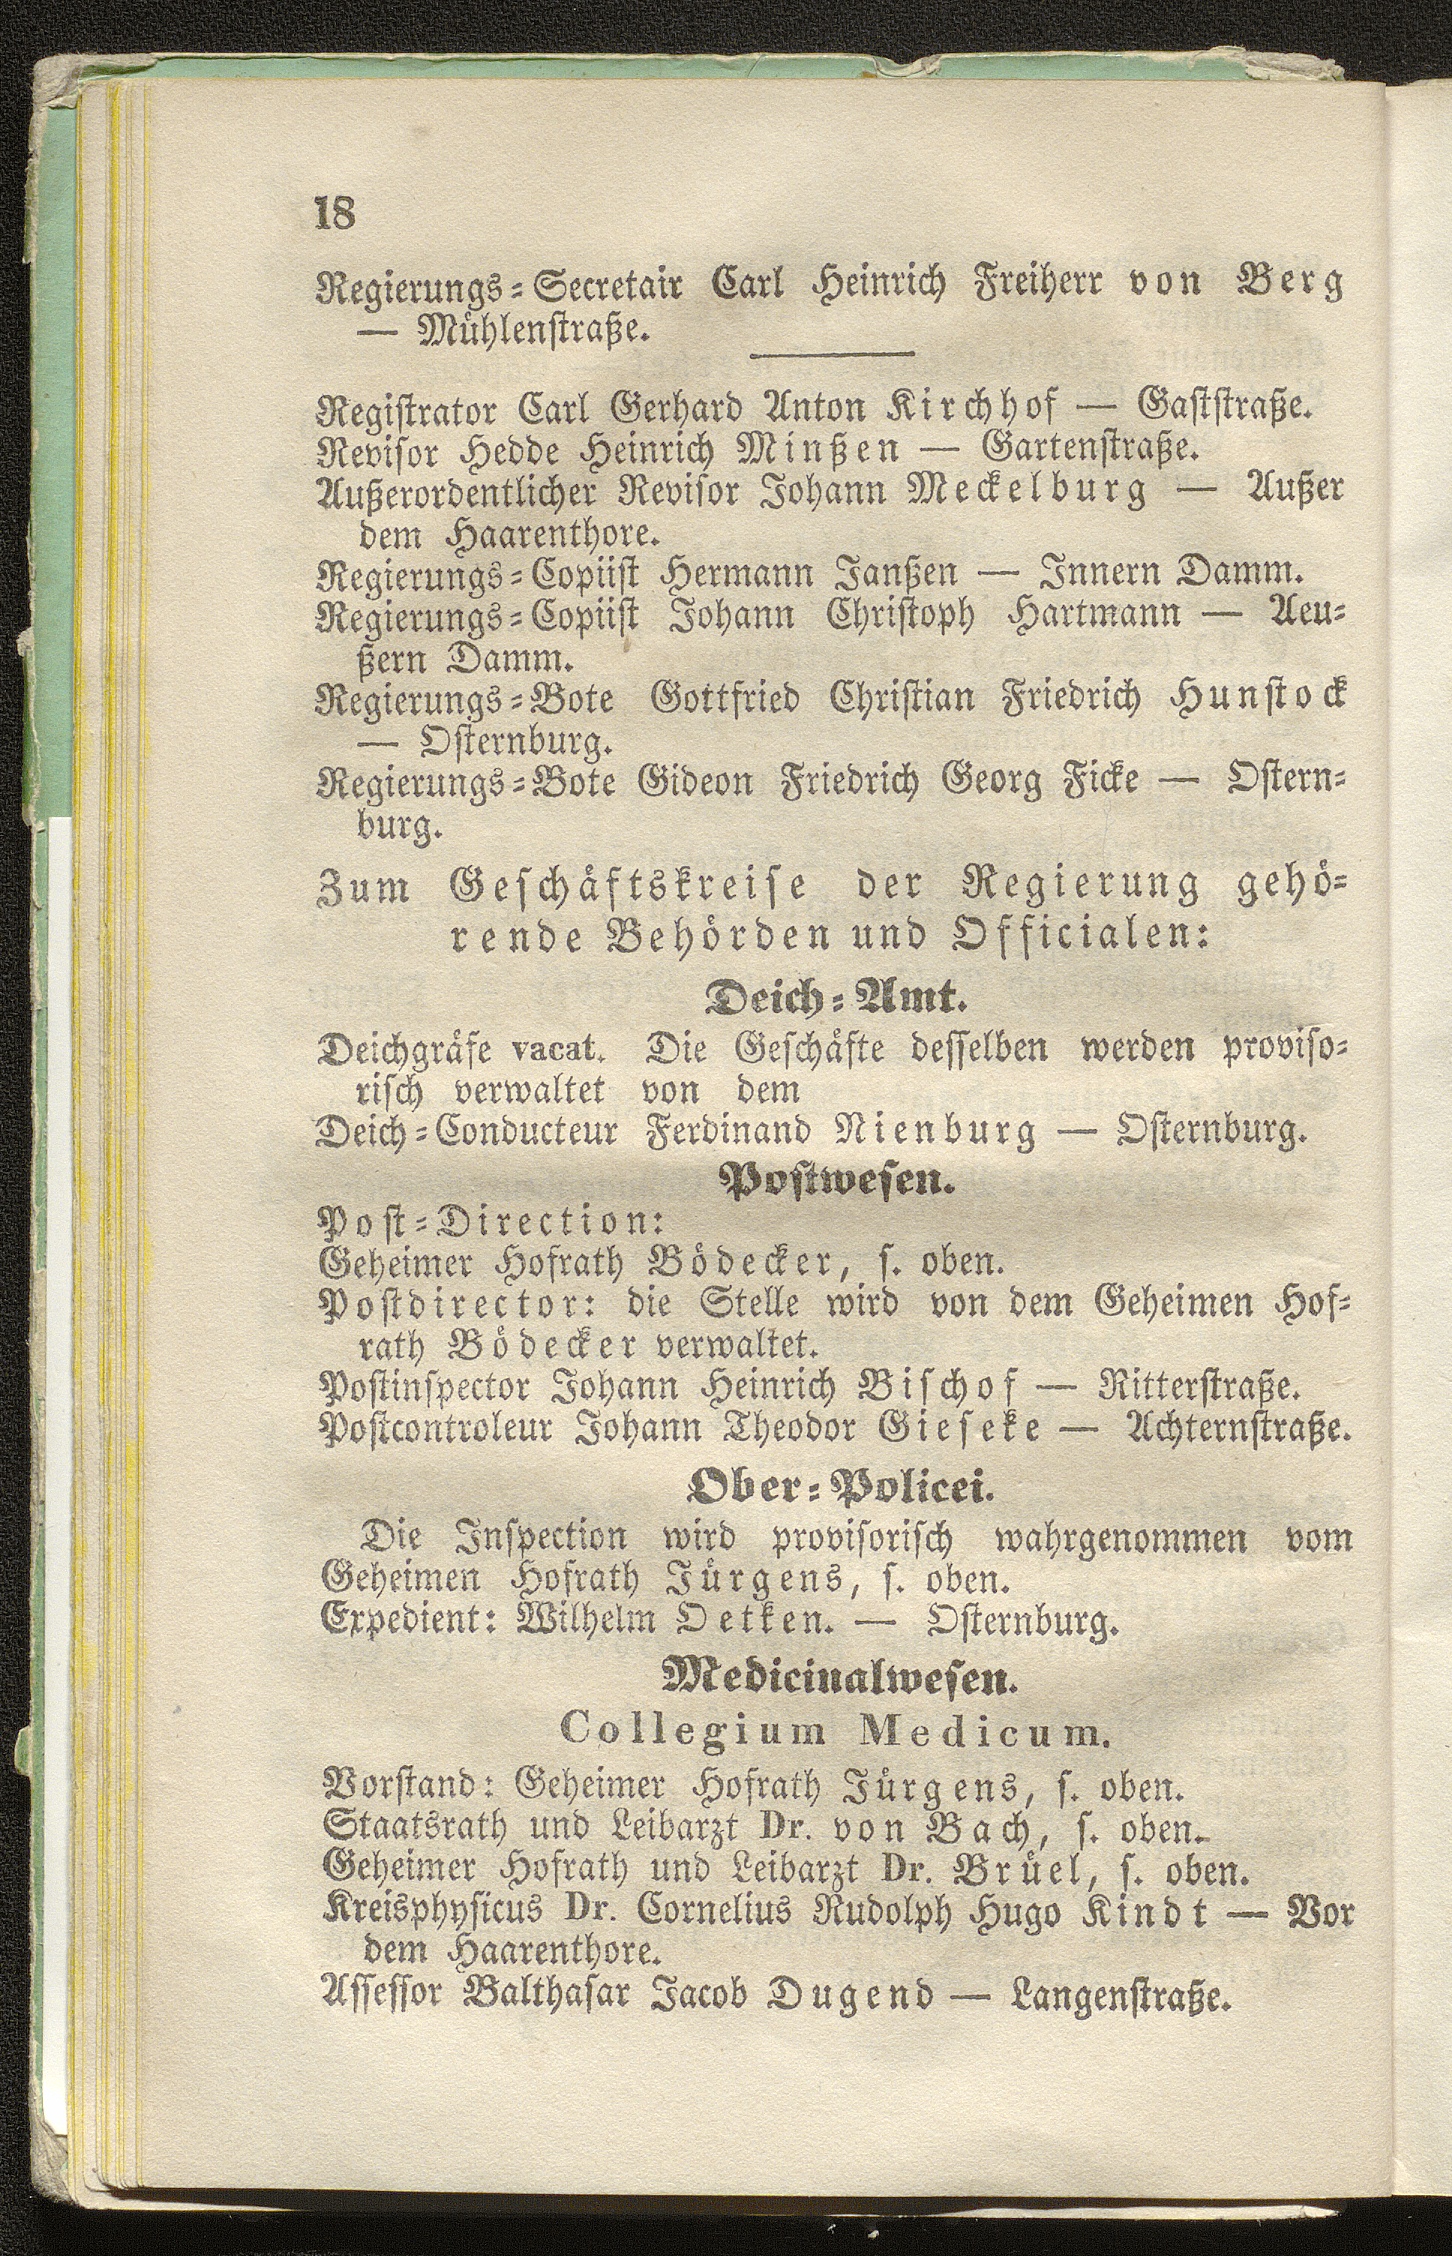 18
Regierungs=Secretair Carl Heinrich Freiherr von Berg
— Mühlenstraße.
Registrator Carl Gerhard Anton Kirchhof — Gaststraße.
Revisor Hedde Heinrich Minßen — Gartenstraße.
Außerordentlicher Revisor Johann Meckelburg — Außer
dem Haarenthore.
Regierungs=Copiist Hermann Janßen — Innern Damm.
Regierungs=Copiist Johann Christoph Hartmann — Aeu=
ßern Damm.
Regierungs=Bote Gottfried Christian Friedrich Hunstock
— Osternburg.
Regierungs=Bote Gideon Friedrich Georg Ficke — Ostern=
burg.
Zum Geschäftskreise der Regierung gehö=
rende Behörden und Officialen:
Deich=Amt.
Deichgräfe vacat. Die Geschäfte desselben werden proviso=
risch verwaltet von dem
Deich=Conducteur Ferdinand Nienburg — Osternburg.
Postwesen.
Post=Direction:
Geheimer Hofrath Bödecker, s. oben.
Postdirector: die Stelle wird von dem Geheimen Hof=
rath Bödecker verwaltet.
Postinspector Johann Heinrich Bischof — Ritterstraße.
Postcontroleur Johann Theodor Gieseke — Achternstraße.
Ober=Policei.
Die Inspection wird provisorisch wahrgenommen vom
Geheimen Hofrath Jürgens, s. oben.
Expedient: Wilhelm Oetken. — Osternburg.
Medicinalwesen.
Collegium Medicum.
Vorstand: Geheimer Hofrath Jürgens, s. oben.
Staatsrath und Leibarzt Dr. von Bach, s. oben.
Geheimer Hofrath und Leibarzt Dr. Brüel, s. oben.
Kreisphysicus Dr. Cornelius Rudolph Hugo Kindt — Vor
dem Haarenthore.
Assessor Balthasar Jacob Dugend — Langenstraße.